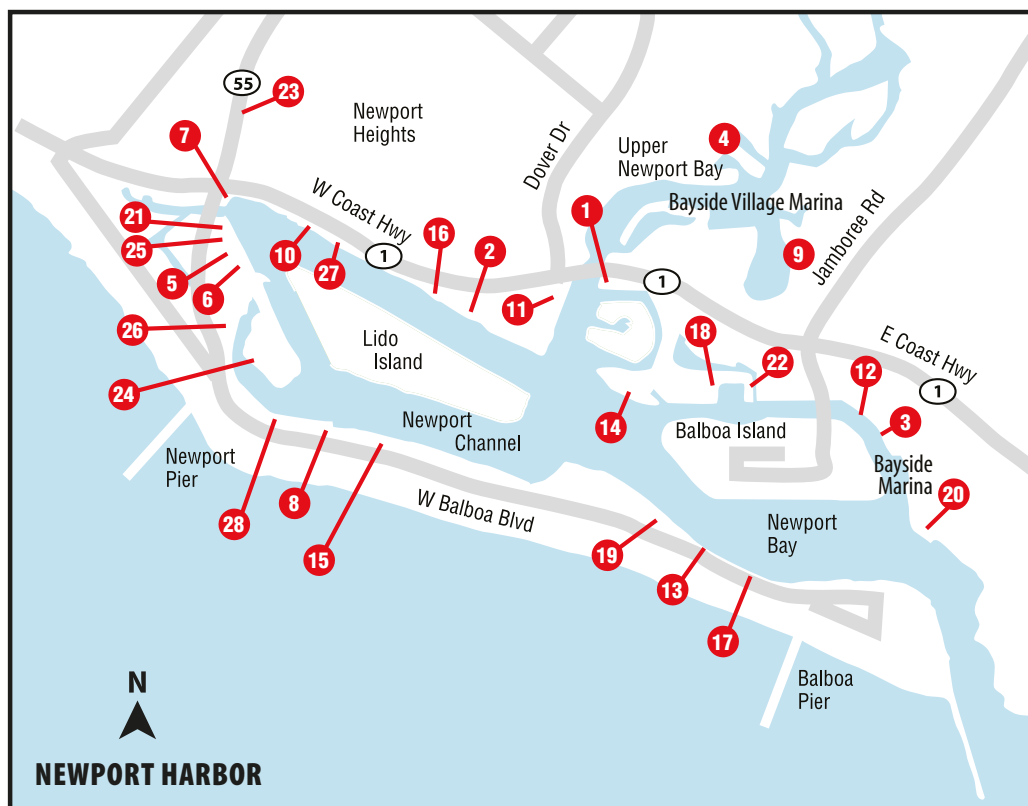 55
23
Newport
Heights
7
Dover Dr
Upper
Newport Bay
4
Bayside Village Marina
Jamboree Rd
W Coast Hwy
1
21
25
5
6
10
27
1
16
2
11
9
1
26
24
Lido
Island
18
22
E Coast Hwy
1
12
3
14
Balboa Island
Newport
Channel
Bayside
Marina
20
Newport
Pier
28
8
15
W Balboa Blvd
19
13
17
Newport
Bay
Balboa
Pier
N
NEWPORT HARBOR